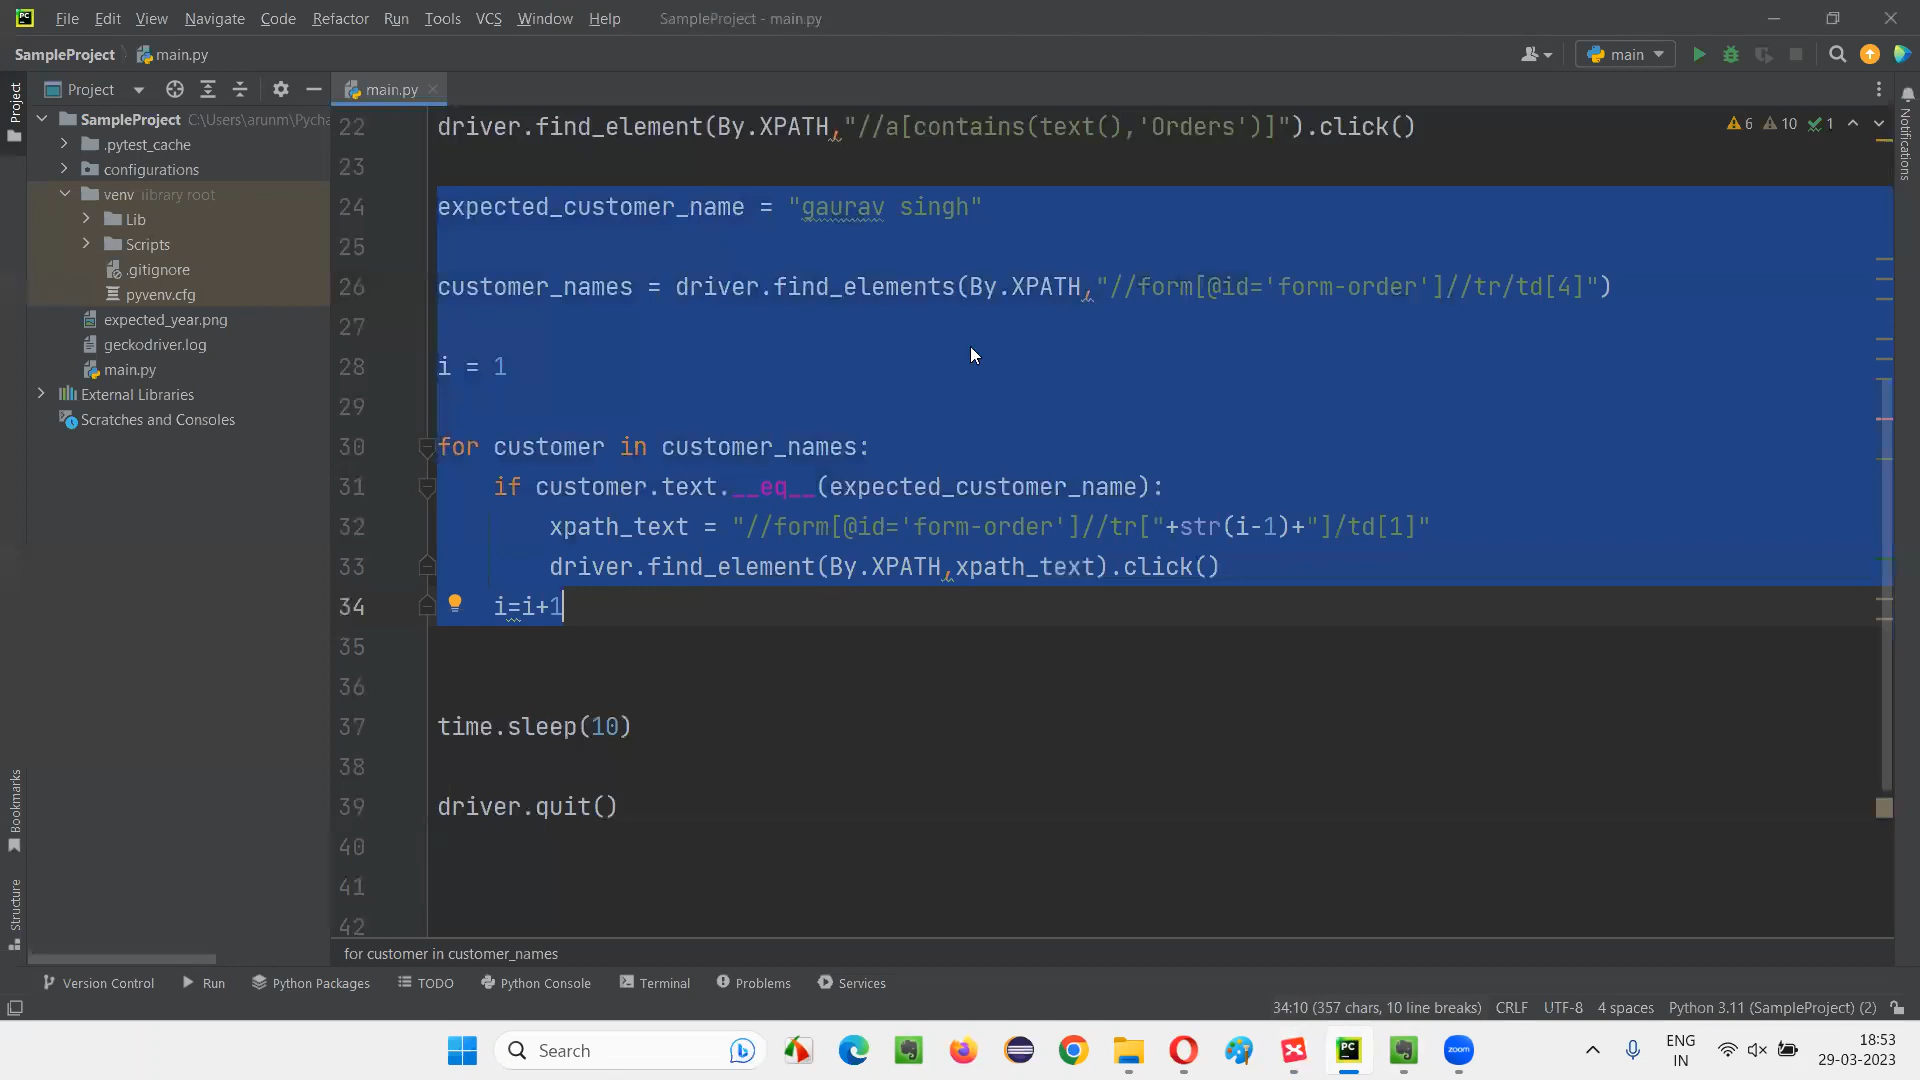 PC File Edit View Navigate Code Refactor Run Tools VCS Window Help SampleProject - main.py
SampleProject main.py main
Project main.py
SampleProject C:\Users\arunm\Pycha
.pytest_cache
configurations
venv library root
Lib
Scripts
.gitignore
pyvenv.cfg
expected_year.png
geckodriver.log
main.py
External Libraries
Scratches and Consoles
Project
Bookmarks
Structure
22 driver.find_element(By.XPATH,"//a[contains(text(),'Orders')]").click()
6 10 1
23
24 expected_customer_name = "gaurav singh"
25
26 customer_names = driver.find_elements(By.XPATH,"//form[@id='form-order']//tr/td[4]")
27
28 i = 1
29
30 for customer in customer_names:
31 if customer.text.__eq__(expected_customer_name):
32 xpath_text = "//form[@id='form-order']//tr["+str(i-1)+"]/td[1]"
33 driver.find_element(By.XPATH,xpath_text).click()
34 i=i+1
35
36
37 time.sleep(10)
38
39 driver.quit()
40
41
42
Notifications
for customer in customer_names
Version Control Run Python Packages TODO Python Console Terminal Problems Services
34:10 (357 chars, 10 line breaks) CRLF UTF-8 4 spaces Python 3.11 (SampleProject) (2)
Search PC zoom
ENG
IN
18:53
29-03-2023